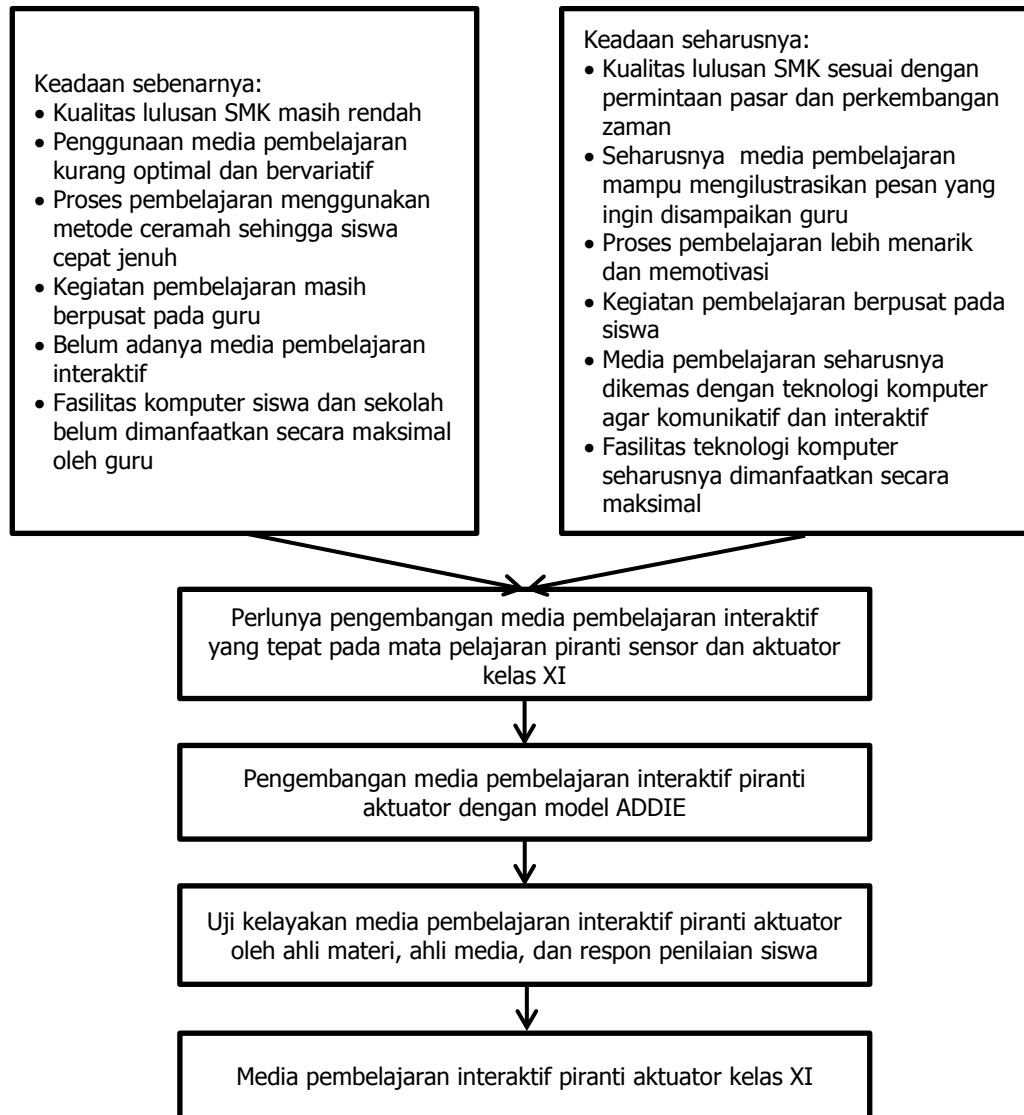 Keadaan sebenarnya:
• Kualitas lulusan SMK masih rendah
• Penggunaan media pembelajaran
kurang optimal dan bervariatif
• Proses pembelajaran menggunakan
metode ceramah sehingga siswa
cepat jenuh
• Kegiatan pembelajaran masih
berpusat pada guru
• Belum adanya media pembelajaran
interaktif
• Fasilitas komputer siswa dan sekolah
belum dimanfaatkan secara maksimal
oleh guru
Keadaan seharusnya:
• Kualitas lulusan SMK sesuai dengan
permintaan pasar dan perkembangan
zaman
• Seharusnya media pembelajaran
mampu mengilustrasikan pesan yang
ingin disampaikan guru
• Proses pembelajaran lebih menarik
dan memotivasi
• Kegiatan pembelajaran berpusat pada
siswa
• Media pembelajaran seharusnya
dikemas dengan teknologi komputer
agar komunikatif dan interaktif
• Fasilitas teknologi komputer
seharusnya dimanfaatkan secara
maksimal
Perlunya pengembangan media pembelajaran interaktif
yang tepat pada mata pelajaran piranti sensor dan aktuator
kelas XI
Pengembangan media pembelajaran interaktif piranti
aktuator dengan model ADDIE
Uji kelayakan media pembelajaran interaktif piranti aktuator
oleh ahli materi, ahli media, dan respon penilaian siswa
Media pembelajaran interaktif piranti aktuator kelas XI